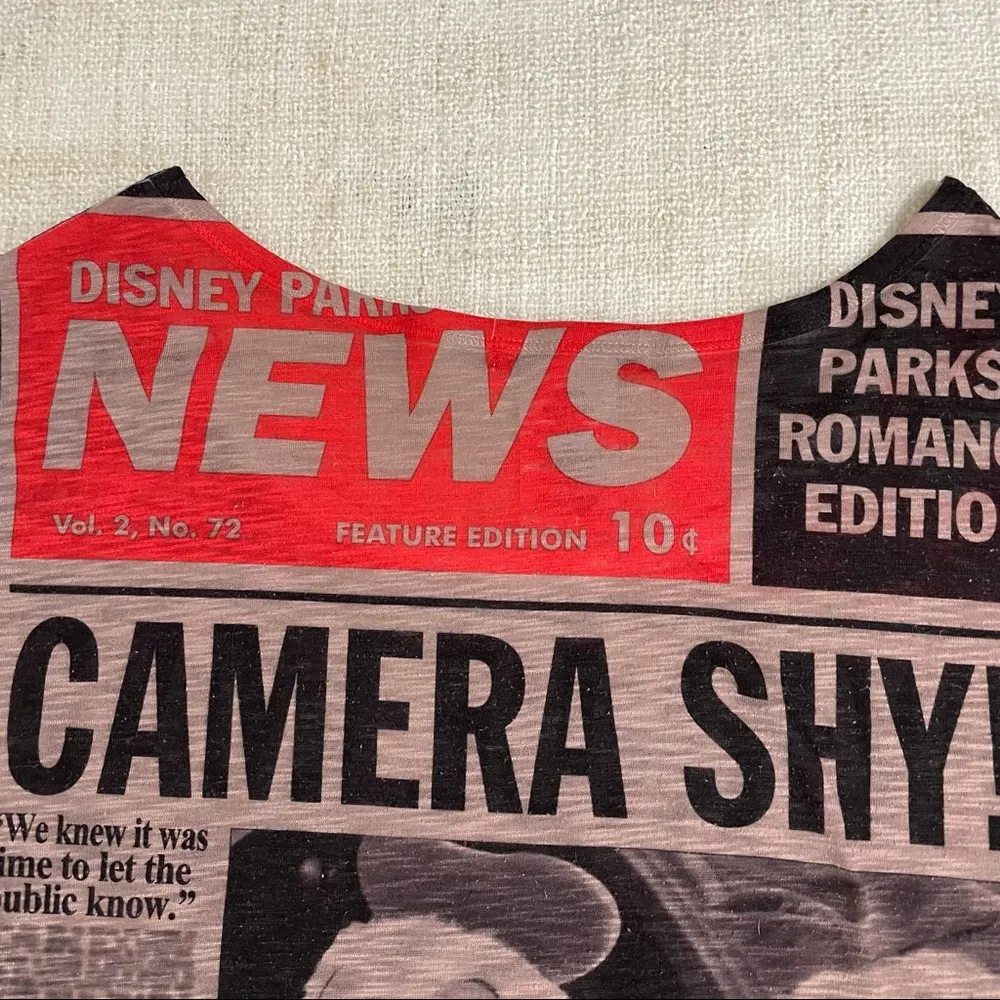 DISNEY PARKS
NEWS
Vol. 2, No. 72
FEATURE EDITION 10¢
DISNEY
PARKS
ROMANC
EDITIO
CAMERA SHY!
“We knew it was
ime to let the
ublic know.”